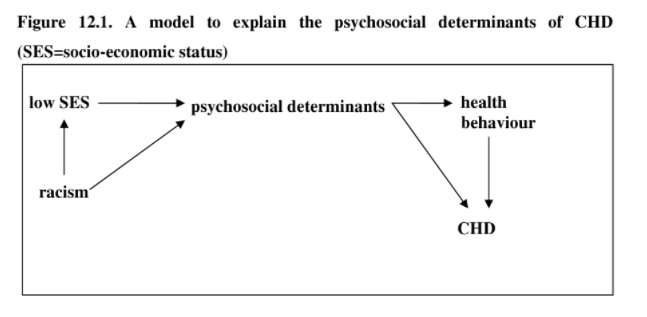 Figure 12.1. A model to explain the psychosocial determinants of CHD
(SES=socio-economic status)
low SES
psychosocial determinants
health
behaviour
racism
CHD